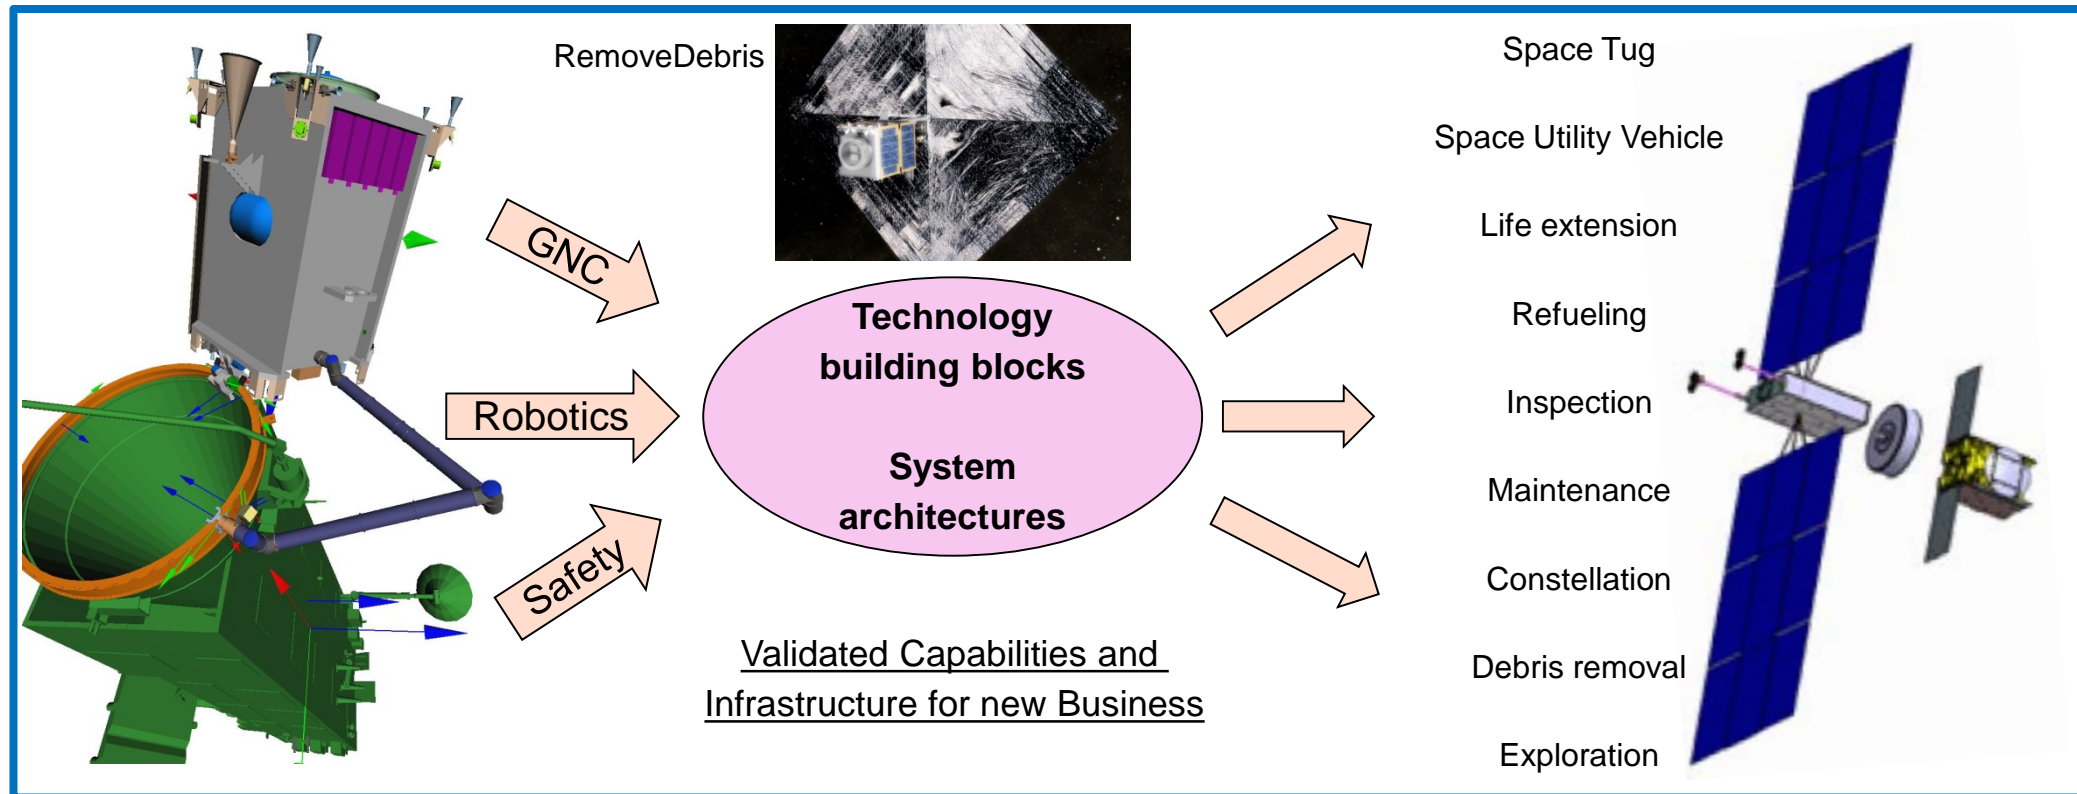 RemoveDebris
GNC
Robotics
Safety
Technology
building blocks
System
architectures
Validated Capabilities and
Infrastructure for new Business
Space Tug
Space Utility Vehicle
Life extension
Refueling
Inspection
Maintenance
Constellation
Debris removal
Exploration